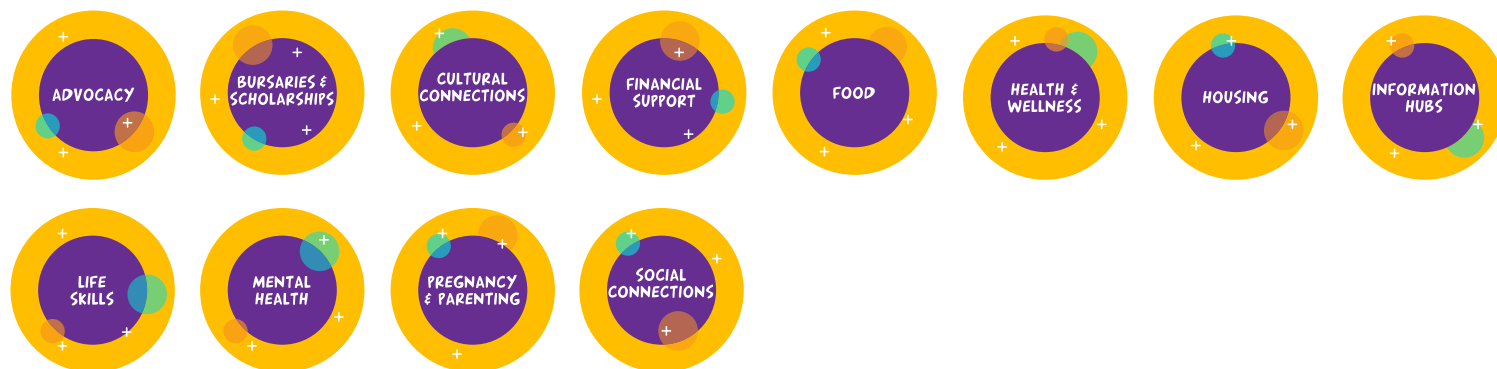 ADVOCACY
BURSARIES &
SCHOLARSHIPS
CULTURAL
CONNECTIONS
FINANCIAL
SUPPORT
FOOD
HEALTH &
WELLNESS
HOUSING
INFORMATION
HUBS
LIFE
SKILLS
MENTAL
HEALTH
PREGNANCY
& PARENTING
SOCIAL
CONNECTIONS